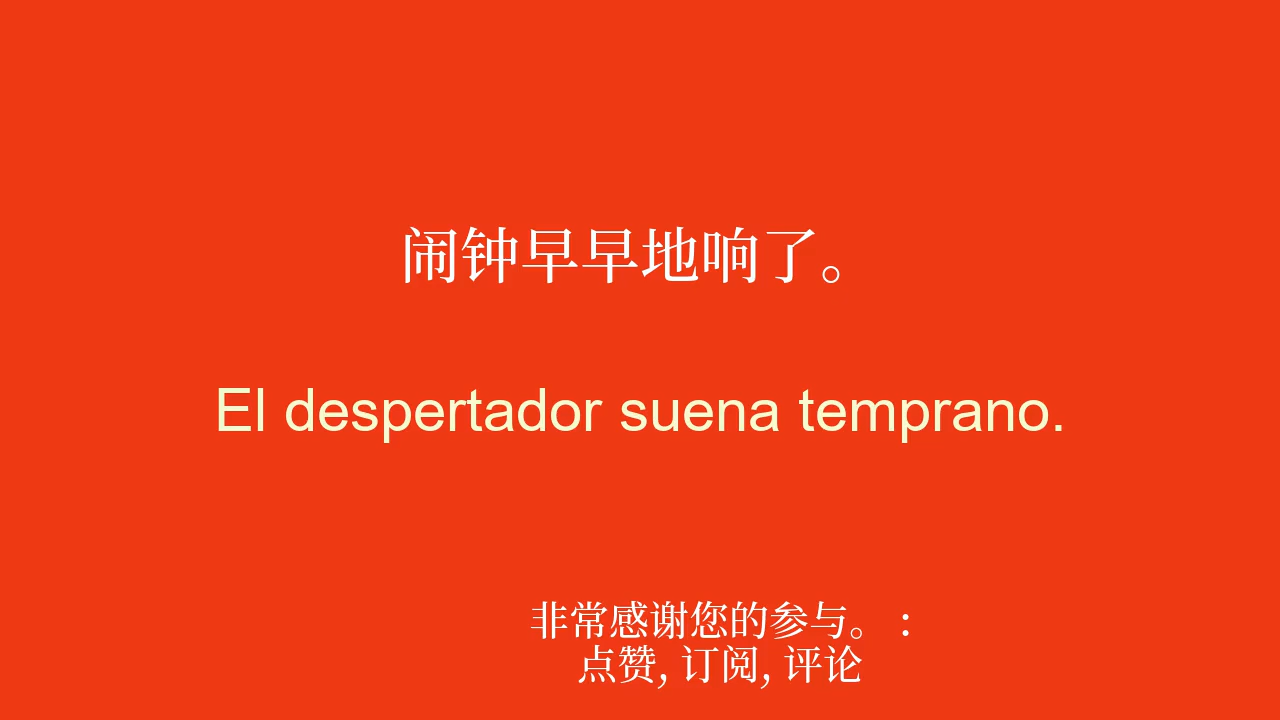 闹钟早早地响了。
El despertador suena temprano.
非常感谢您的参与。 :
点赞, 订阅, 评论